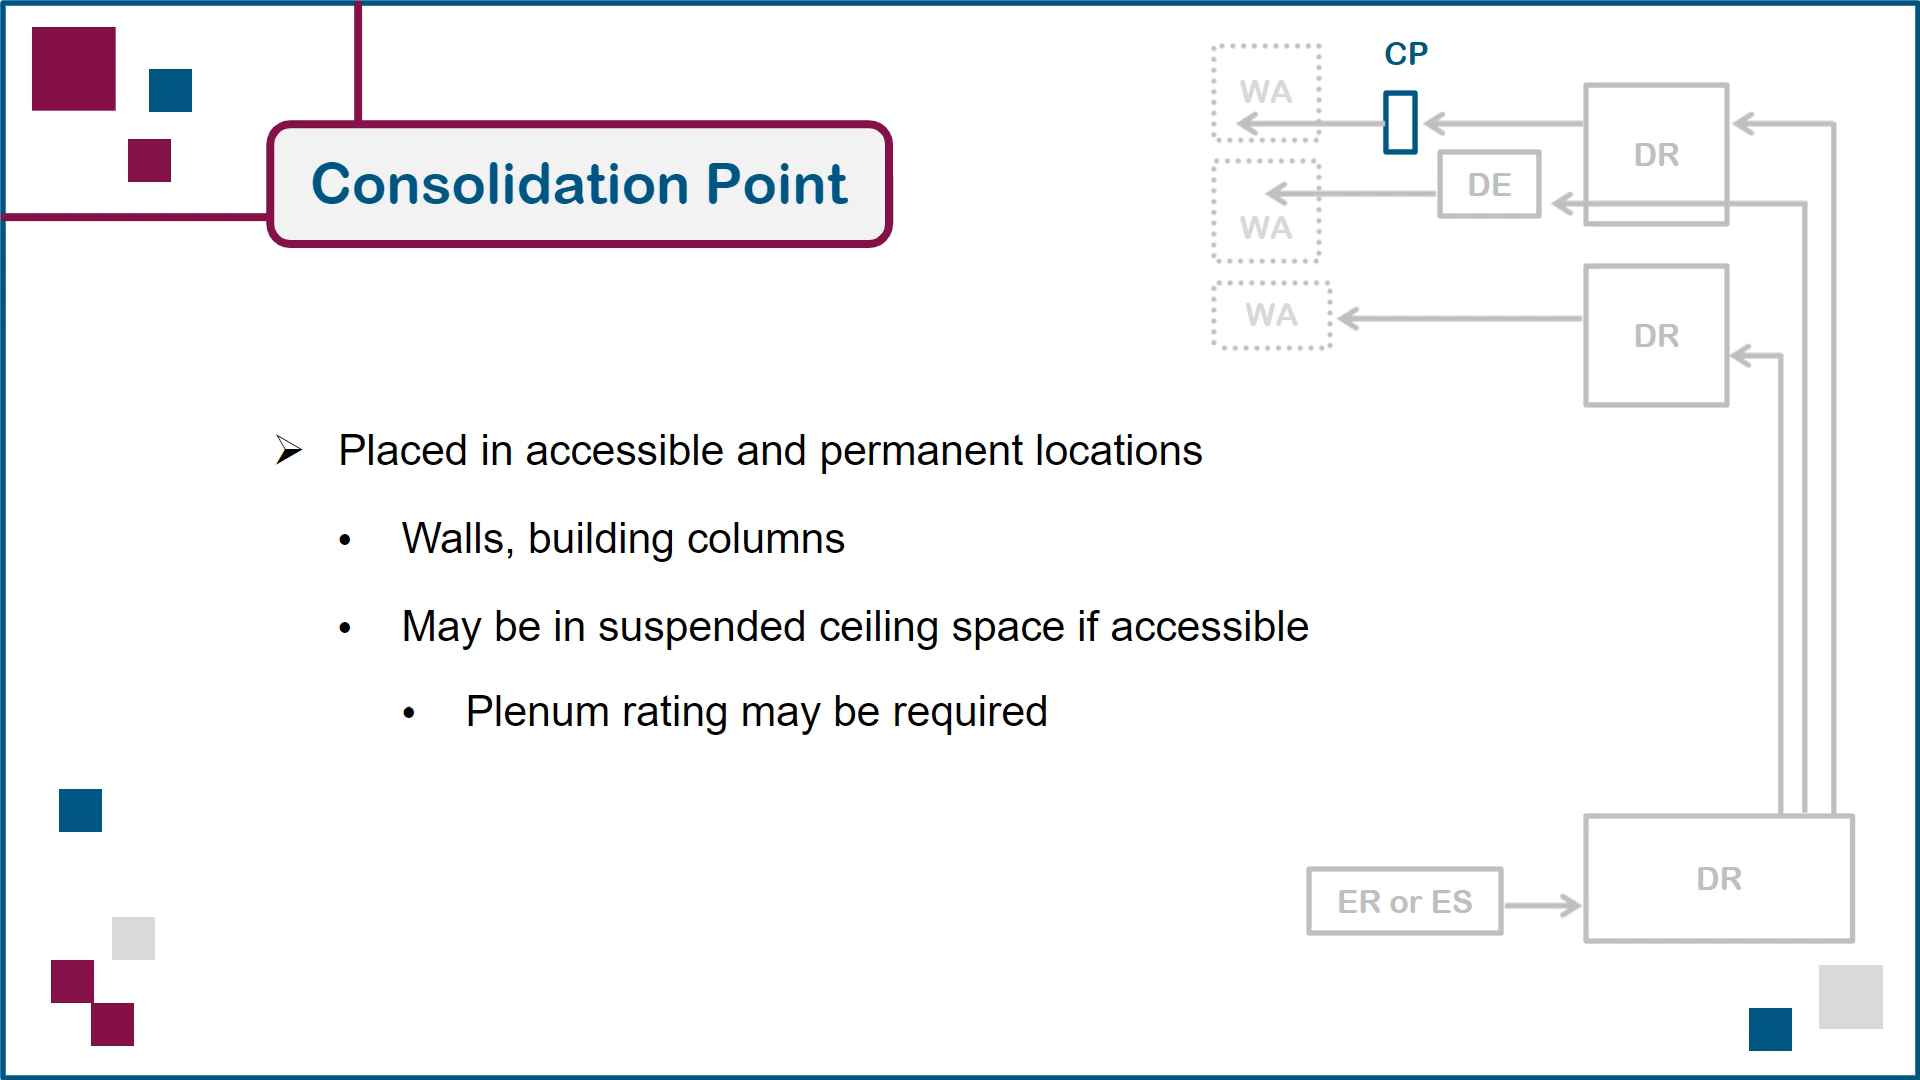 CP
WA
DR
Consolidation Point
DE
WA
WA
DR
➢ Placed in accessible and permanent locations
• Walls, building columns
• May be in suspended ceiling space if accessible
• Plenum rating may be required
DR
ER or ES